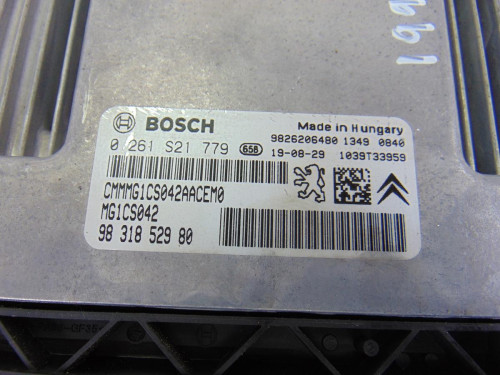 1991
BOSCH
Made in Hungary
9826206480 1349 0840
0 261 S21 779 658 19-08-29 1039T33959
CMMMG1CS042AACEM0
MG1CS042
98 318 529 80